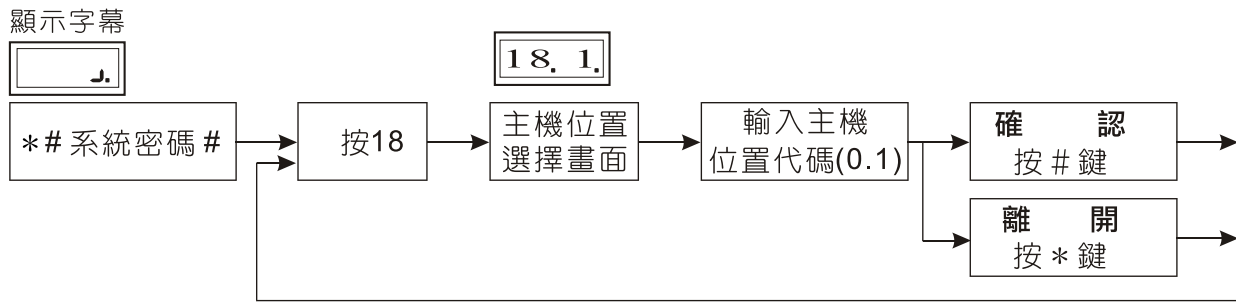 顯示字幕
18. 1.
*#系統密碼#
按18
主機位置
選擇畫面
輸入主機
位置代碼(0.1)
確 認
按#鍵
離 開
按*鍵